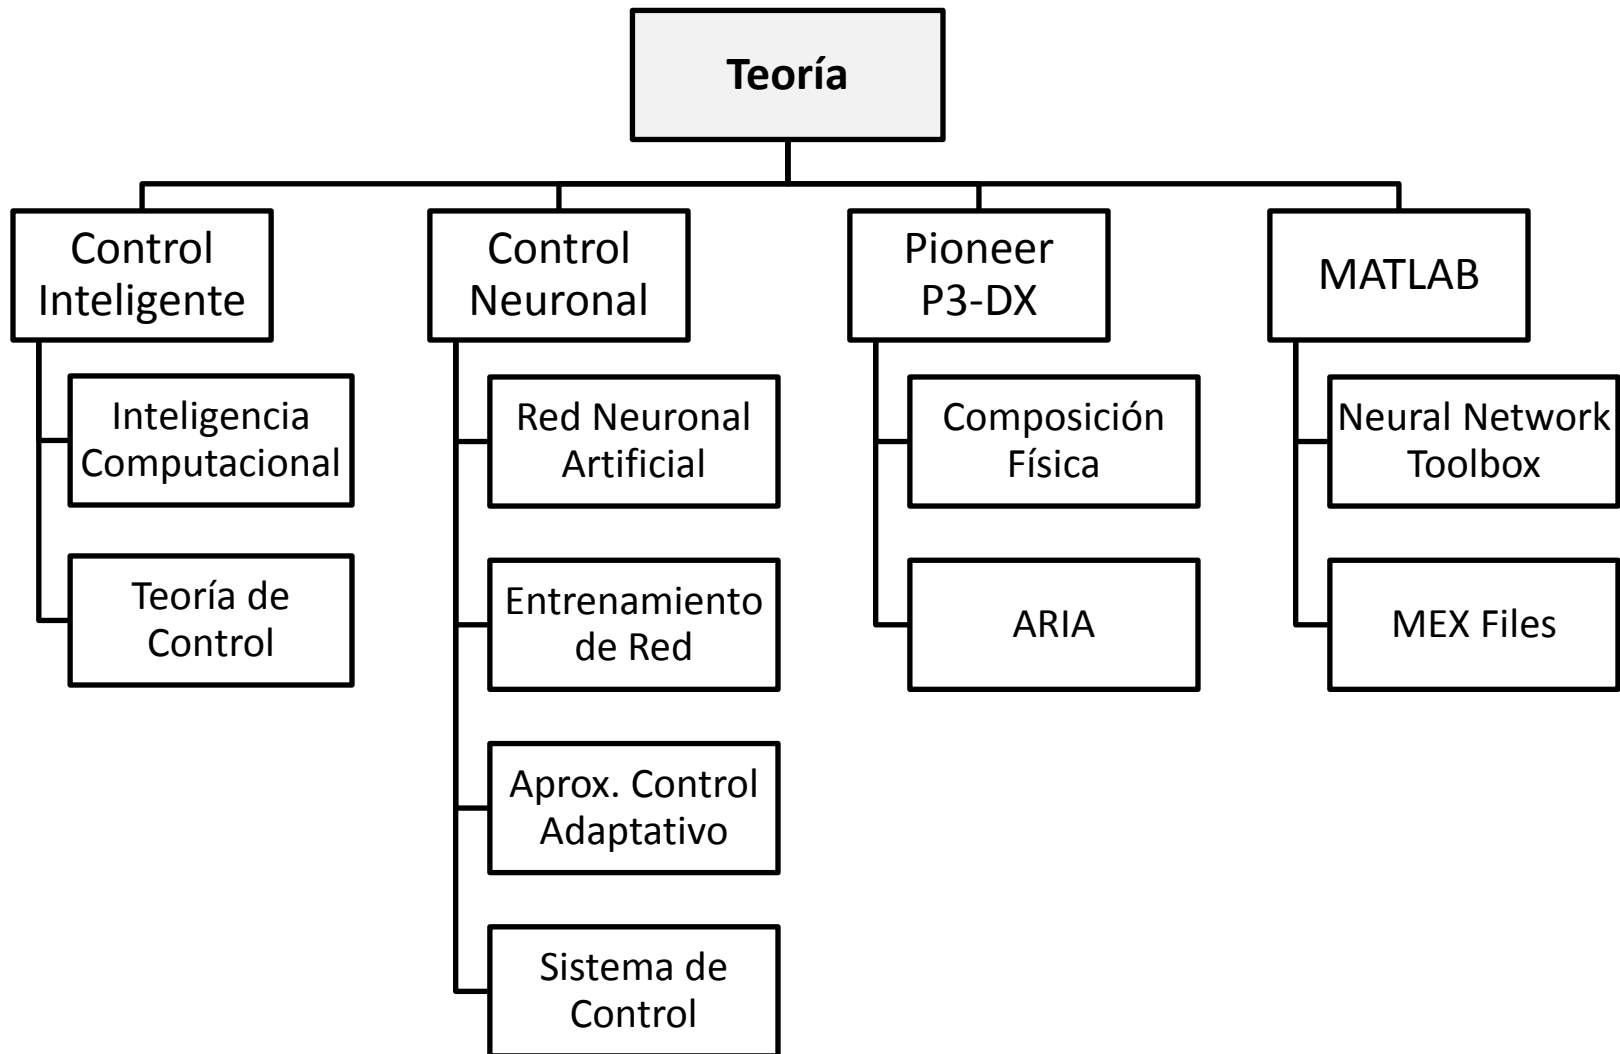 Teoría
Control
Inteligente
Inteligencia
Computacional
Teoría de
Control
Control
Neuronal
Red Neuronal
Artificial
Entrenamiento
de Red
Aprox. Control
Adaptativo
Sistema de
Control
Pioneer
P3-DX
Composición
Física
ARIA
MATLAB
Neural Network
Toolbox
MEX Files